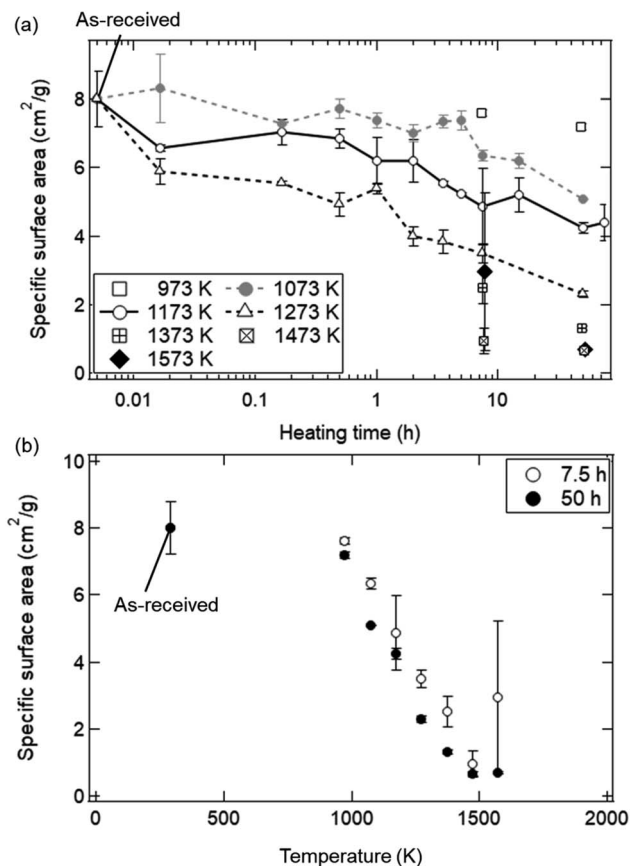 As-received
(a)
Specific surface area (cm²/g)
10
8
6
4
2
0
973 K
1073 K
1173 K
1273 K
1373 K
1473 K
1573 K
0.01
0.1
1
10
Heating time (h)
(b)
Specific surface area (cm²/g)
10
8
6
4
2
0
7.5 h
50 h
As-received
0
500
1000
1500
2000
Temperature (K)